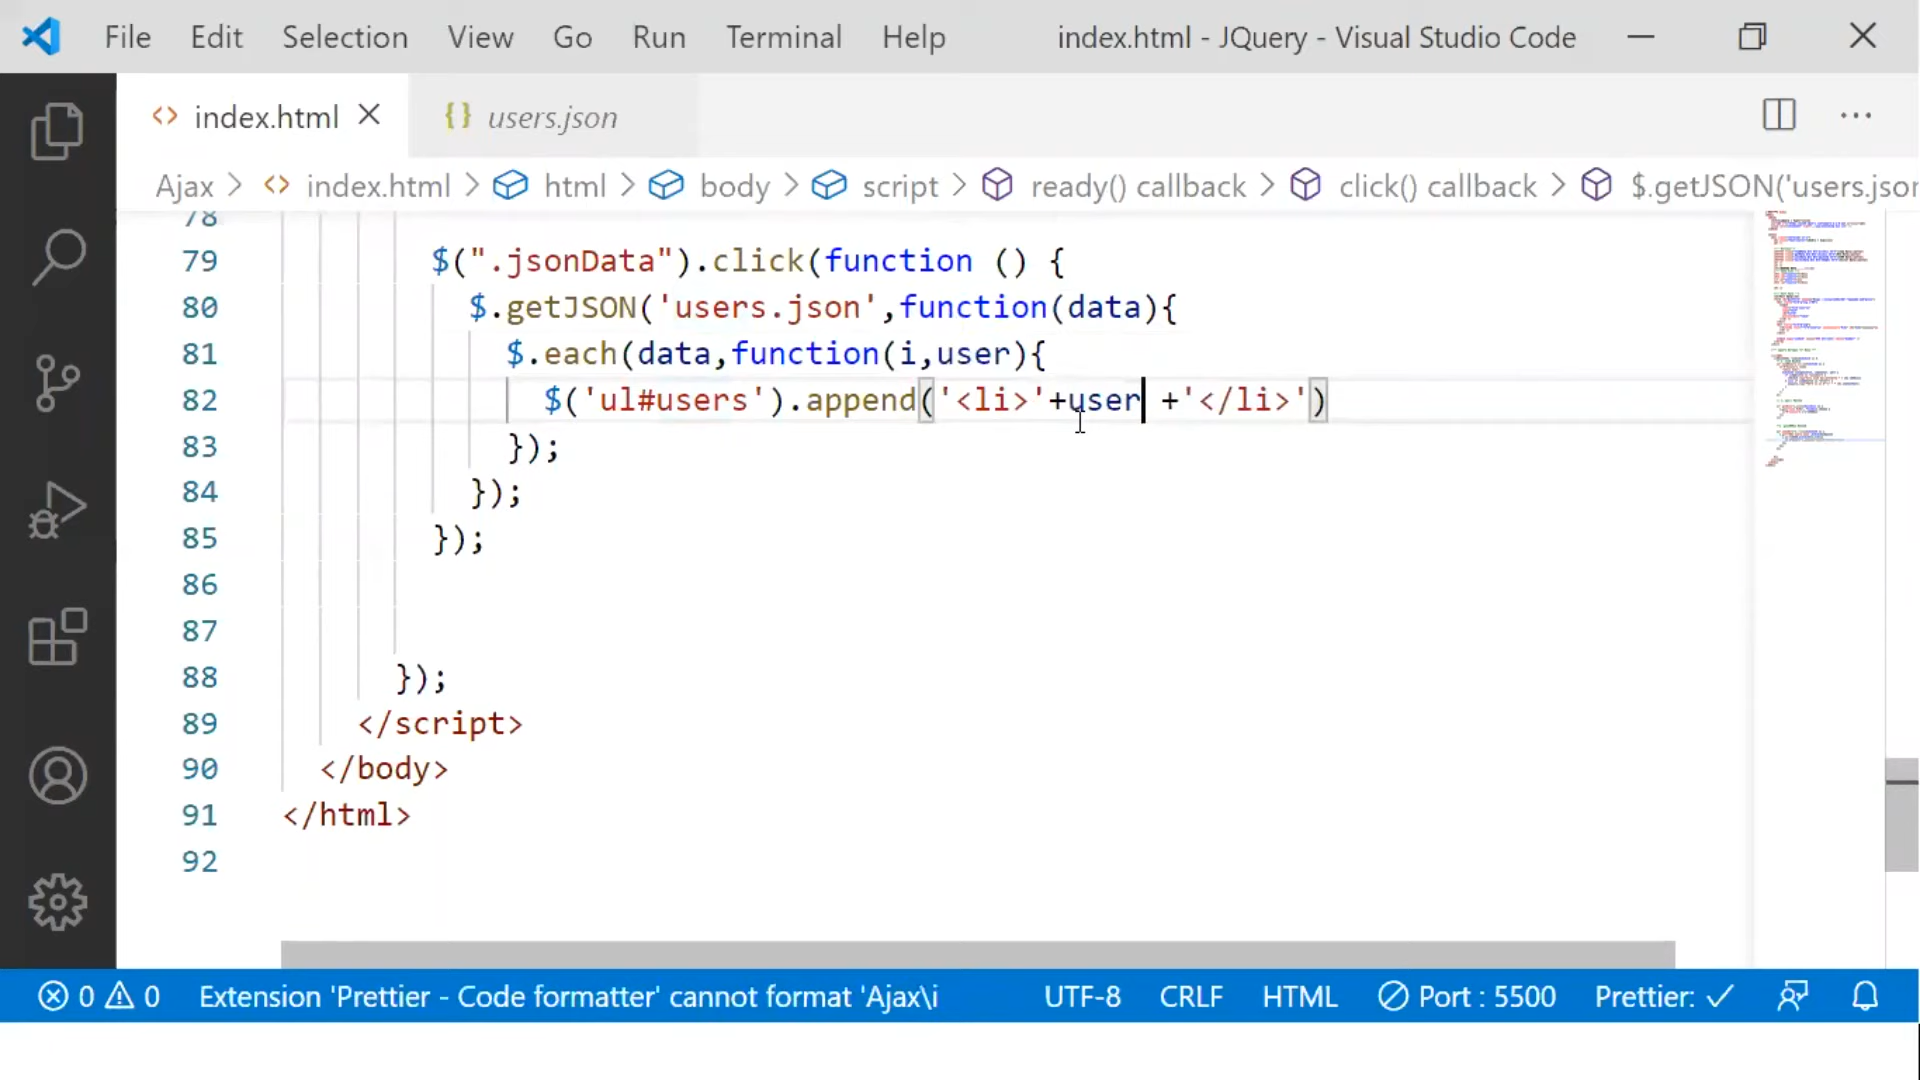 File Edit Selection View Go Run Terminal Help index.html - JQuery - Visual Studio Code
index.html users.json
Ajax > index.html > html > body > script > ready() callback > click() callback > $.getJSON('users.jsor
78
79 $(".jsonData").click(function () {
80 $.getJSON('users.json',function(data){
81 $.each(data,function(i,user){
82 $('ul#users').append('<li>'+user +'</li>')
83 });
84 });
85 });
86
87
88 });
89 </script>
90 </body>
91 </html>
92
0 0 Extension 'Prettier - Code formatter' cannot format 'Ajax\i UTF-8 CRLF HTML Port : 5500 Prettier: ✓